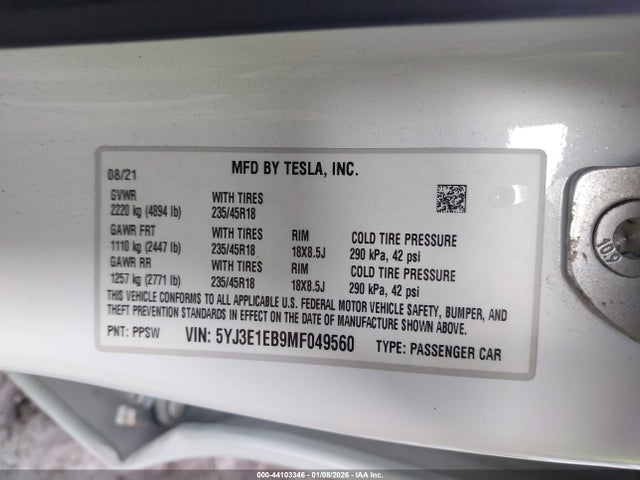 08/21 MFD BY TESLA, INC.
GVWR WITH TIRES
2220 kg (4894 lb) 235/45R18
GAWR FRT WITH TIRES RIM COLD TIRE PRESSURE
1110 kg (2447 lb) 235/45R18 18X8.5J 290 kPa, 42 psi
GAWR RR WITH TIRES RIM COLD TIRE PRESSURE
1257 kg (2771 lb) 235/45R18 18X8.5J 290 kPa, 42 psi
THIS VEHICLE CONFORMS TO ALL APPLICABLE U.S. FEDERAL MOTOR VEHICLE SAFETY, BUMPER, AND
THEFT PREVENTION STANDARDS IN EFFECT ON THE DATE OF MANUFACTURE SHOWN ABOVE.
PNT: PPSW VIN: 5YJ3E1EB9MF049560 TYPE: PASSENGER CAR
10.9
000-44103346 - 01/08/2026 - IAA Inc.